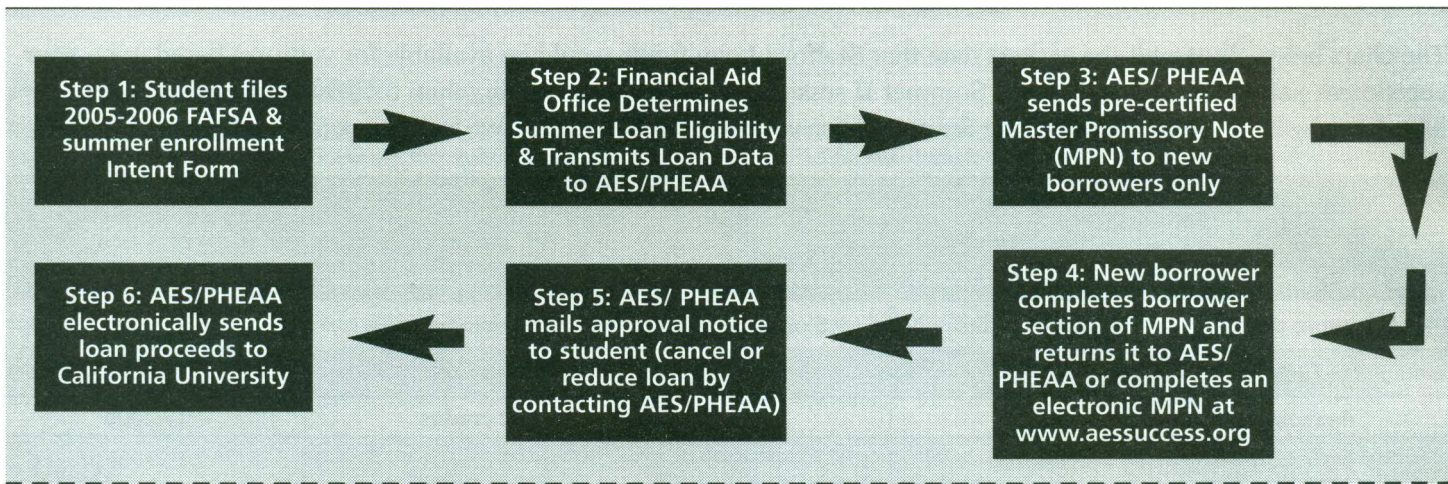 Step 1: Student files
2005-2006 FAFSA &
summer enrollment
Intent Form
Step 2: Financial Aid
Office Determines
Summer Loan Eligibility
& Transmits Loan Data
to AES/PHEAA
Step 3: AES/ PHEAA
sends pre-certified
Master Promissory Note
(MPN) to new
borrowers only
Step 4: New borrower
completes borrower
section of MPN and
returns it to AES/
PHEAA or completes an
electronic MPN at
www.aessuccess.org
Step 5: AES/ PHEAA
mails approval notice
to student (cancel or
reduce loan by
contacting AES/PHEAA)
Step 6: AES/PHEAA
electronically sends
loan proceeds to
California University